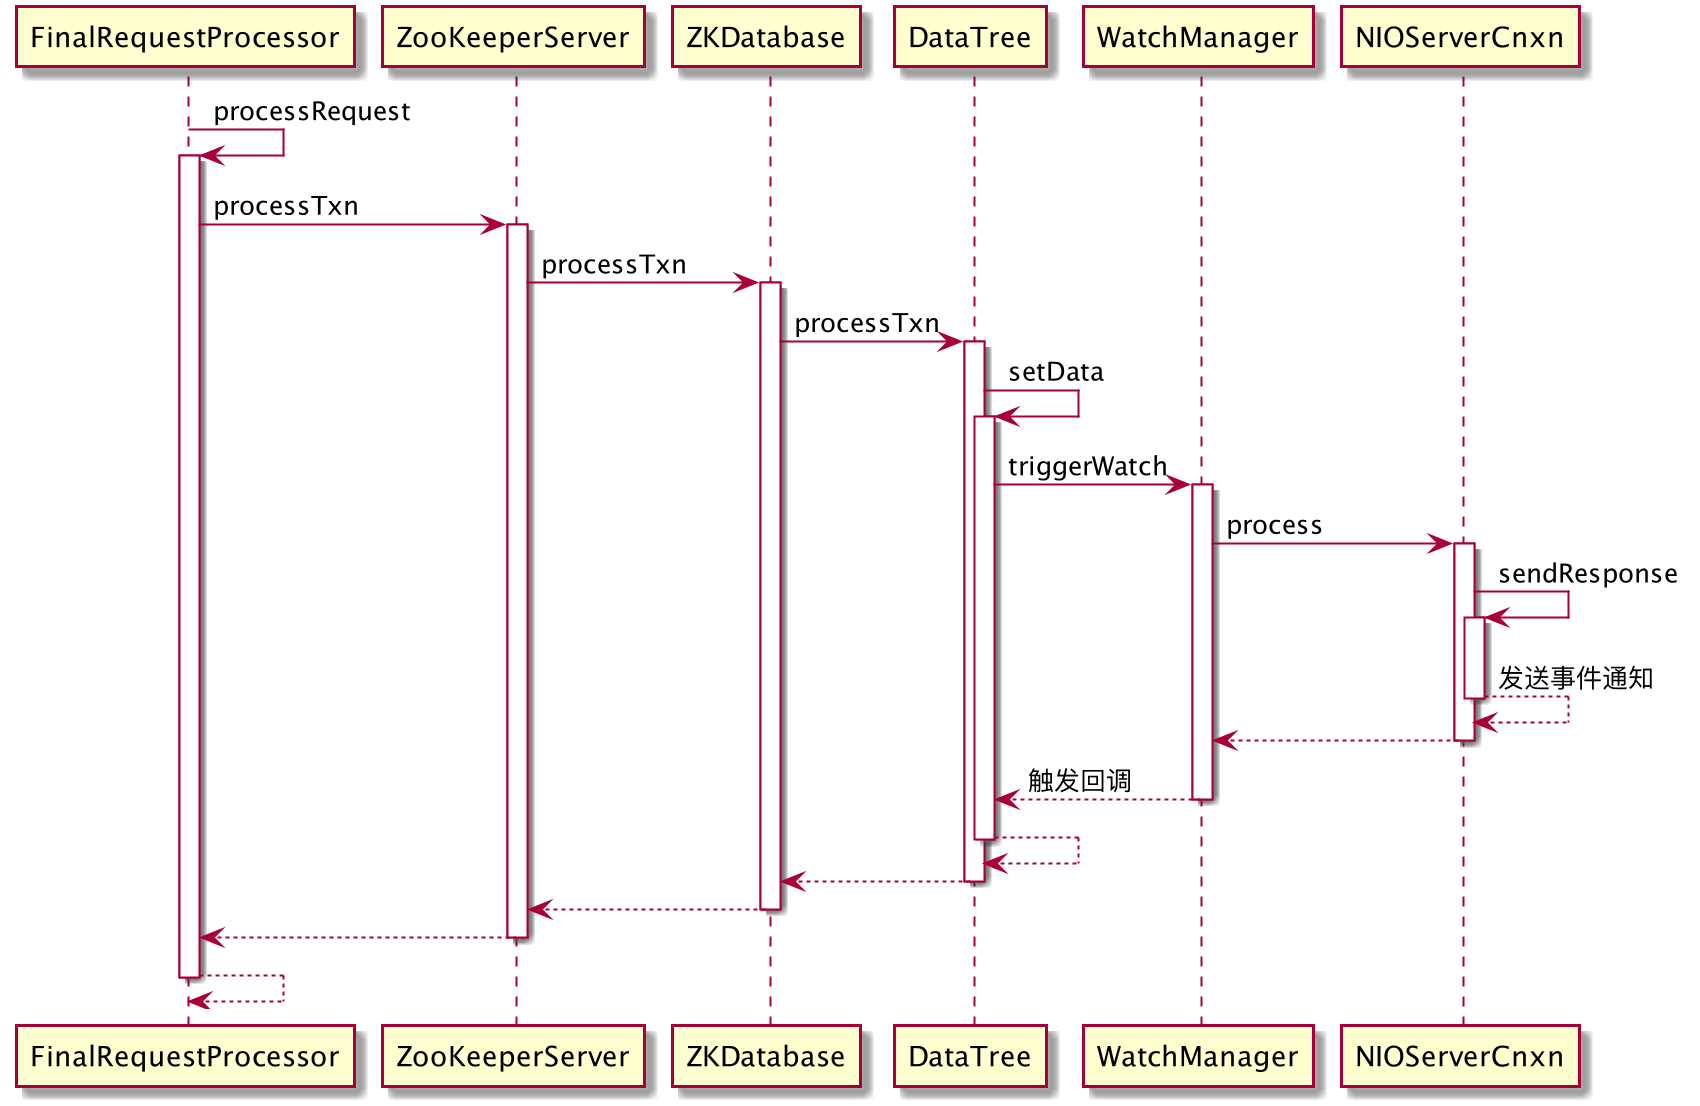 FinalRequestProcessor
ZooKeeperServer
ZKDatabase
DataTree
WatchManager
NIOServerCnxn
processRequest
processTxn
processTxn
processTxn
setData
triggerWatch
process
sendResponse
发送事件通知
触发回调
FinalRequestProcessor
ZooKeeperServer
ZKDatabase
DataTree
WatchManager
NIOServerCnxn